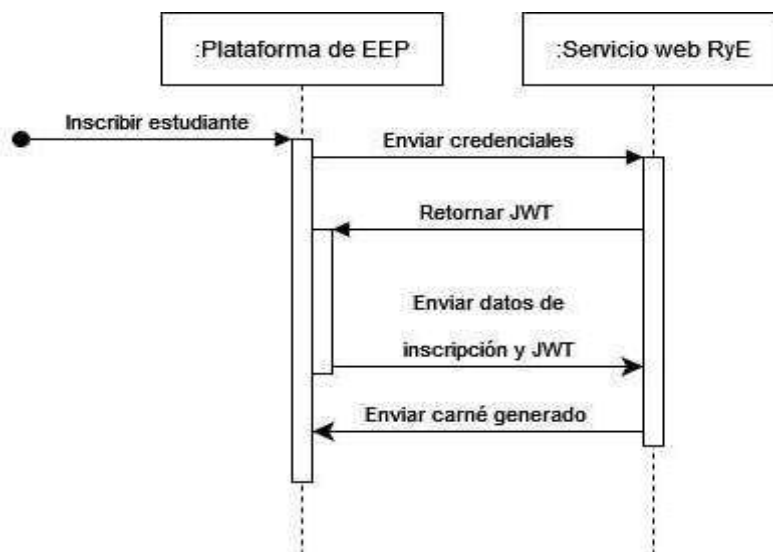 :Plataforma de EEP
:Servicio web RyE
Inscribir estudiante
Enviar credenciales
Retornar JWT
Enviar datos de
inscripción y JWT
Enviar carné generado